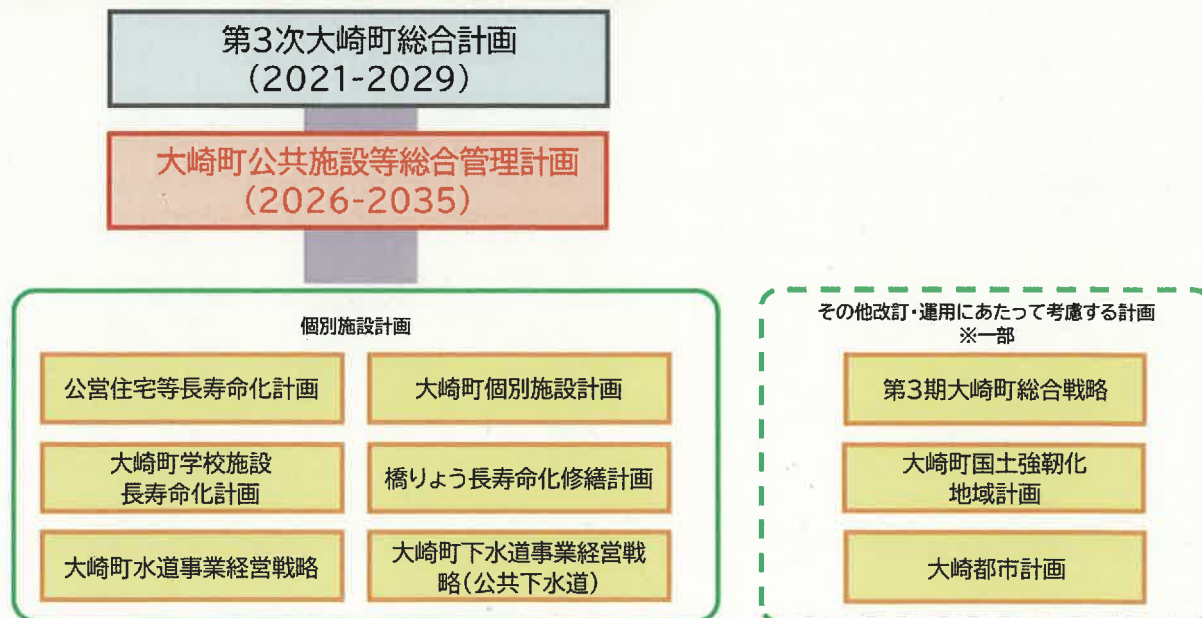 第3次大崎町総合計画
(2021-2029)
大崎町公共施設等総合管理計画
(2026-2035)
個別施設計画
公営住宅等長寿命化計画
大崎町個別施設計画
大崎町学校施設
長寿命化計画
橋りょう長寿命化修繕計画
大崎町水道事業経営戦略
大崎町下水道事業経営戦
略(公共下水道)
その他改訂・運用にあたって考慮する計画
※一部
第3期大崎町総合戦略
大崎町国土強靭化
地域計画
大崎都市計画